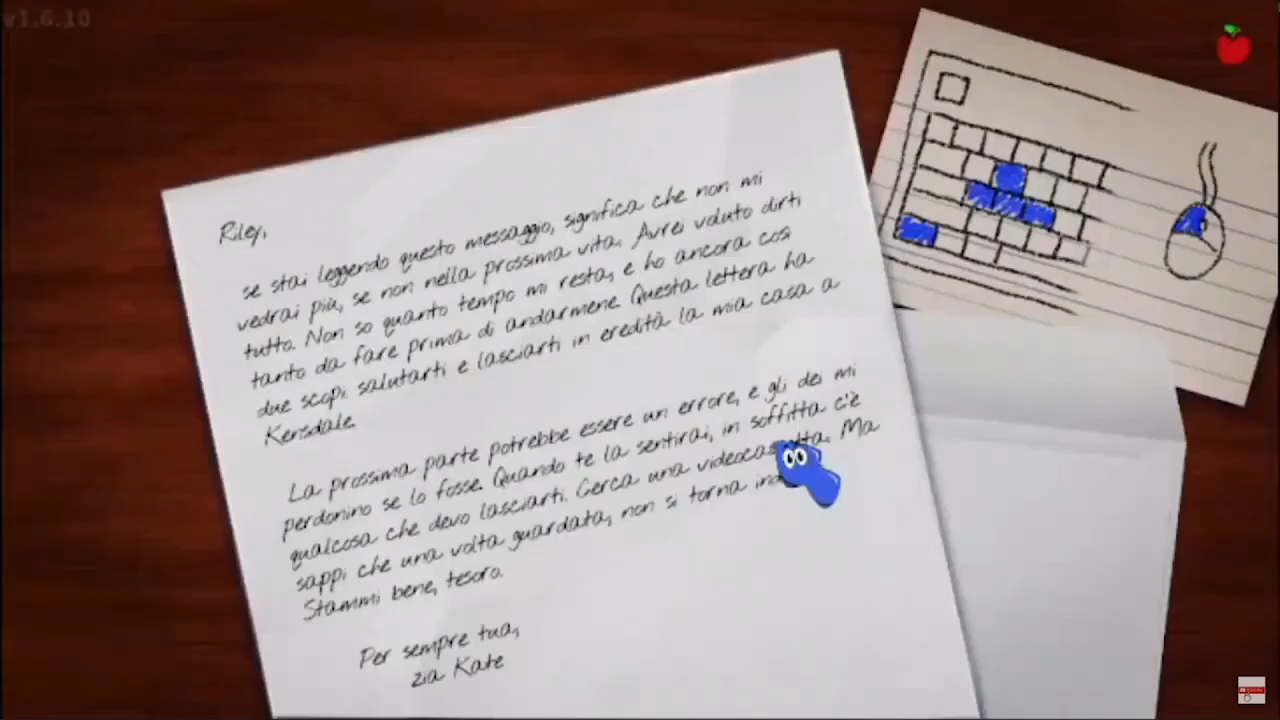 v1.6.10
Riley,
se stai leggendo questo messaggio, significa che non mi
vedrai più, se non nella prossima vita. Avrei voluto dirti
tutto. Non so quanto tempo mi resta, e ho ancora così
tanto da fare prima di andarmene. Questa lettera ha
due scopi: salutarti e lasciarti in eredità la mia casa a
Kensdale.
La prossima parte potrebbe essere un errore, e gli dei mi
perdonino se lo fosse. Quando te la sentirai, in soffitta c'è
qualcosa che devo lasciarti. Cerca una Ma
sappi che una volta guardata, non si torna
Stammi bene, tesoro.
Per sempre tua,
zia Kate